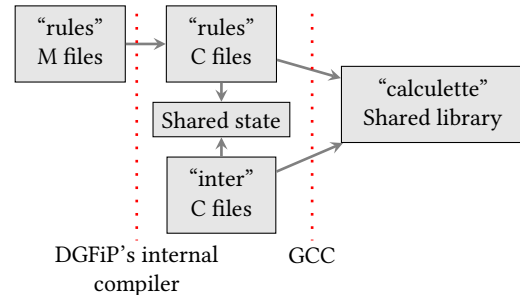 “rules”
M files
“rules”
C files
“calculette”
Shared library
Shared state
“inter”
C files
DGFiP’s internal
compiler
GCC